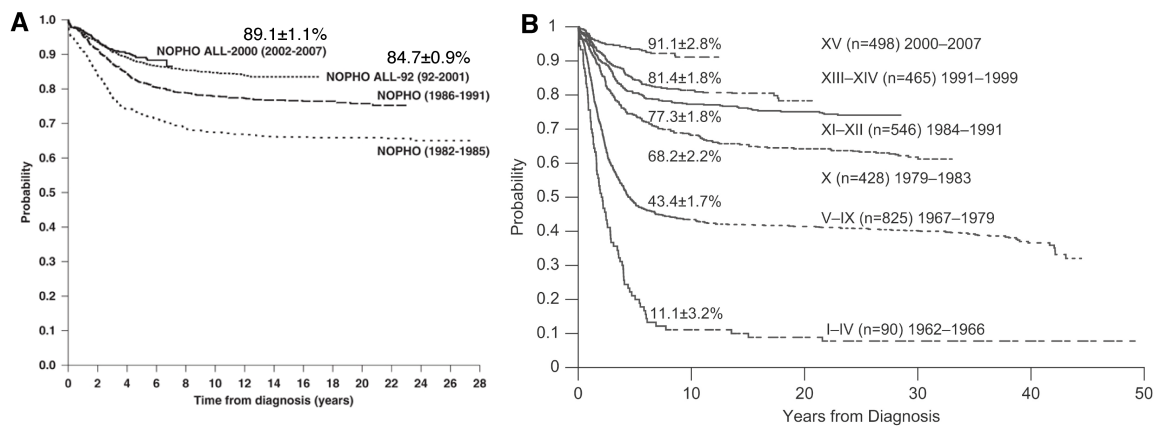 A
89.1±1.1%
NOPHO ALL-2000 (2002-2007)
84.7±0.9%
NOPHO ALL-92 (92-2001)
NOPHO (1986-1991)
NOPHO (1982-1985)
Probability
1.0
0.9
0.8
0.7
0.6
0.5
0.4
0.3
0.2
0.1
0.0
0 2 4 6 8 10 12 14 16 18 20 22 24 26 28
Time from diagnosis (years)
B
Probability
1
0.9
0.8
0.7
0.6
0.5
0.4
0.3
0.2
0.1
0
91.1±2.8%
XV (n=498) 2000–2007
81.4±1.8%
XIII–XIV (n=465) 1991–1999
77.3±1.8%
XI–XII (n=546) 1984–1991
68.2±2.2%
X (n=428) 1979–1983
43.4±1.7%
V–IX (n=825) 1967–1979
11.1±3.2%
I–IV (n=90) 1962–1966
0 10 20 30 40 50
Years from Diagnosis